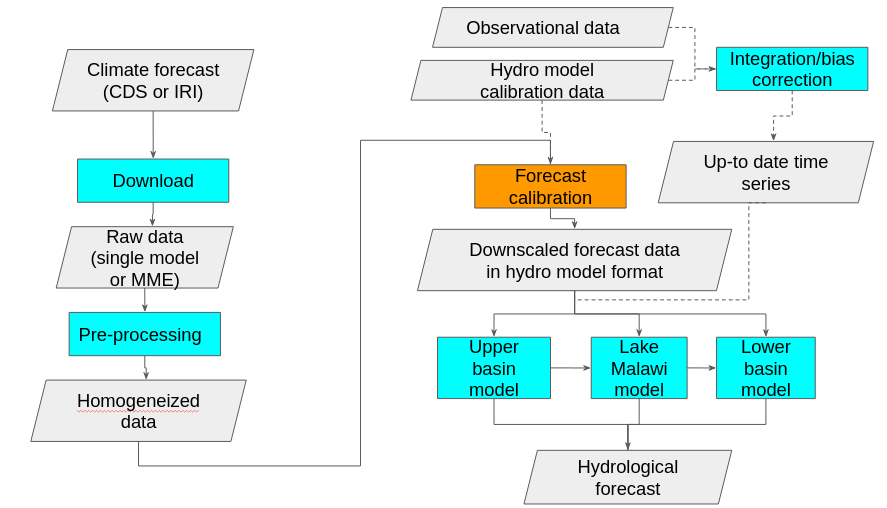 Climate forecast
(CDS or IRI)
Download
Raw data
(single model
or MME)
Pre-processing
Homogeneized
data
Observational data
Hydro model
calibration data
Integration/bias
correction
Up-to date time
series
Forecast
calibration
Downscaled forecast data
in hydro model format
Upper
basin
model
Lake
Malawi
model
Lower
basin
model
Hydrological
forecast